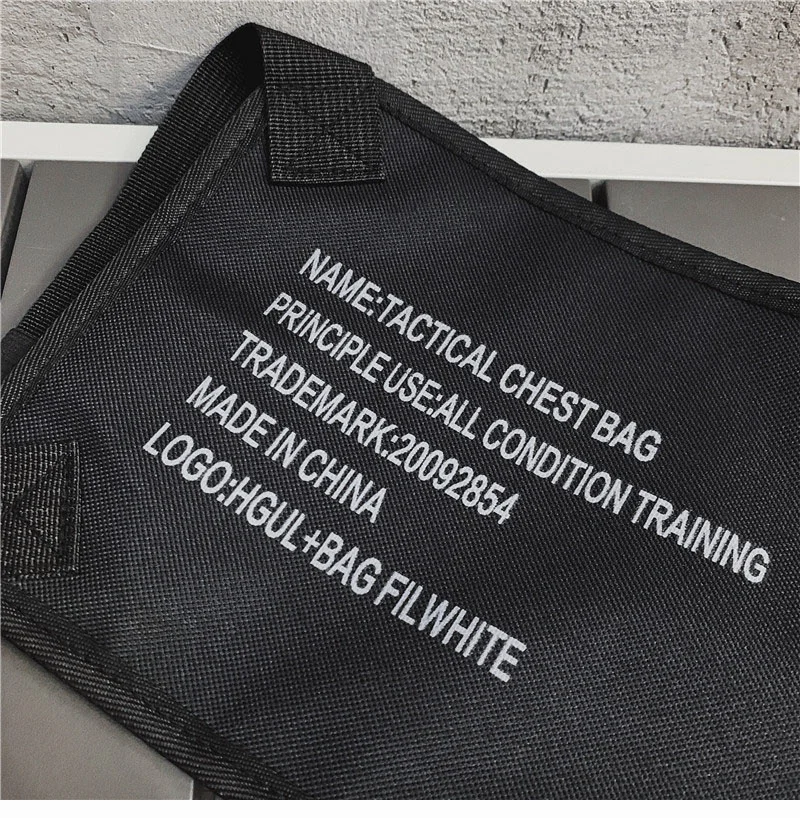 NAME:TACTICAL CHEST BAG
PRINCIPLE USE:ALL CONDITION TRAINING
TRADEMARK:20092854
MADE IN CHINA
LOGO:HGUL+BAG FILWHITE